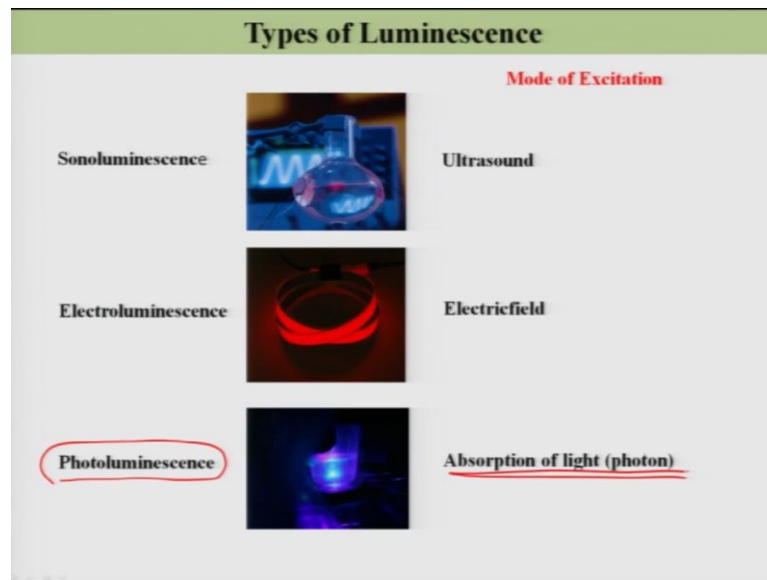 Types of Luminescence
Mode of Excitation
Sonoluminescence
Ultrasound
Electroluminescence
Electricfield
Photoluminescence
Absorption of light (photon)